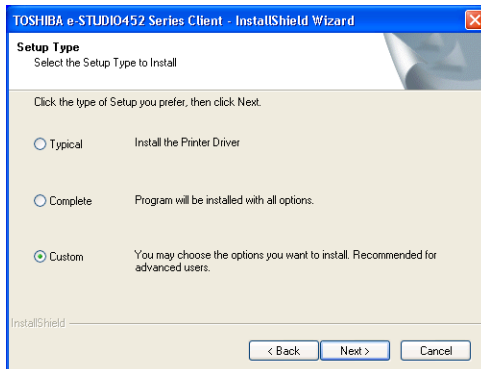 TOSHIBA e-STUDIO452 Series Client - InstallShield Wizard
Setup Type
Select the Setup Type to Install
Click the type of Setup you prefer, then click Next.
Typical Install the Printer Driver
Complete Program will be installed with all options.
Custom You may choose the options you want to install. Recommended for
advanced users.
InstallShield
< Back Next > Cancel